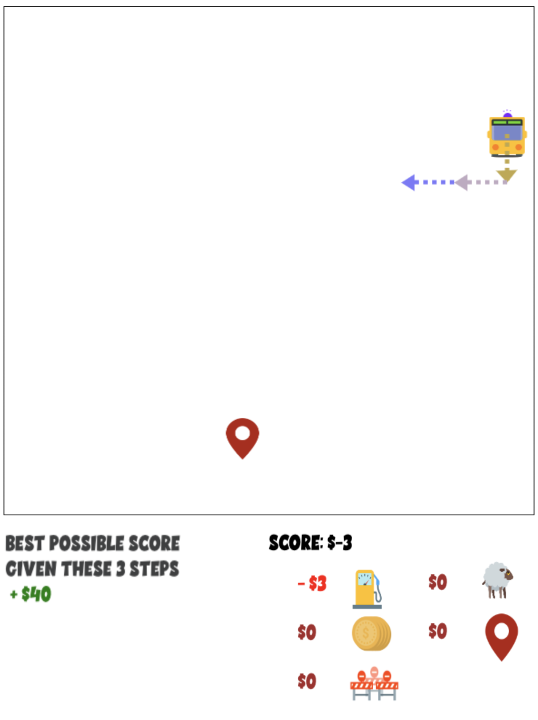 BEST POSSIBLE SCORE
GIVEN THESE 3 STEPS
+ $40
SCORE: $-3
- $3
$0
$0
$0
$0